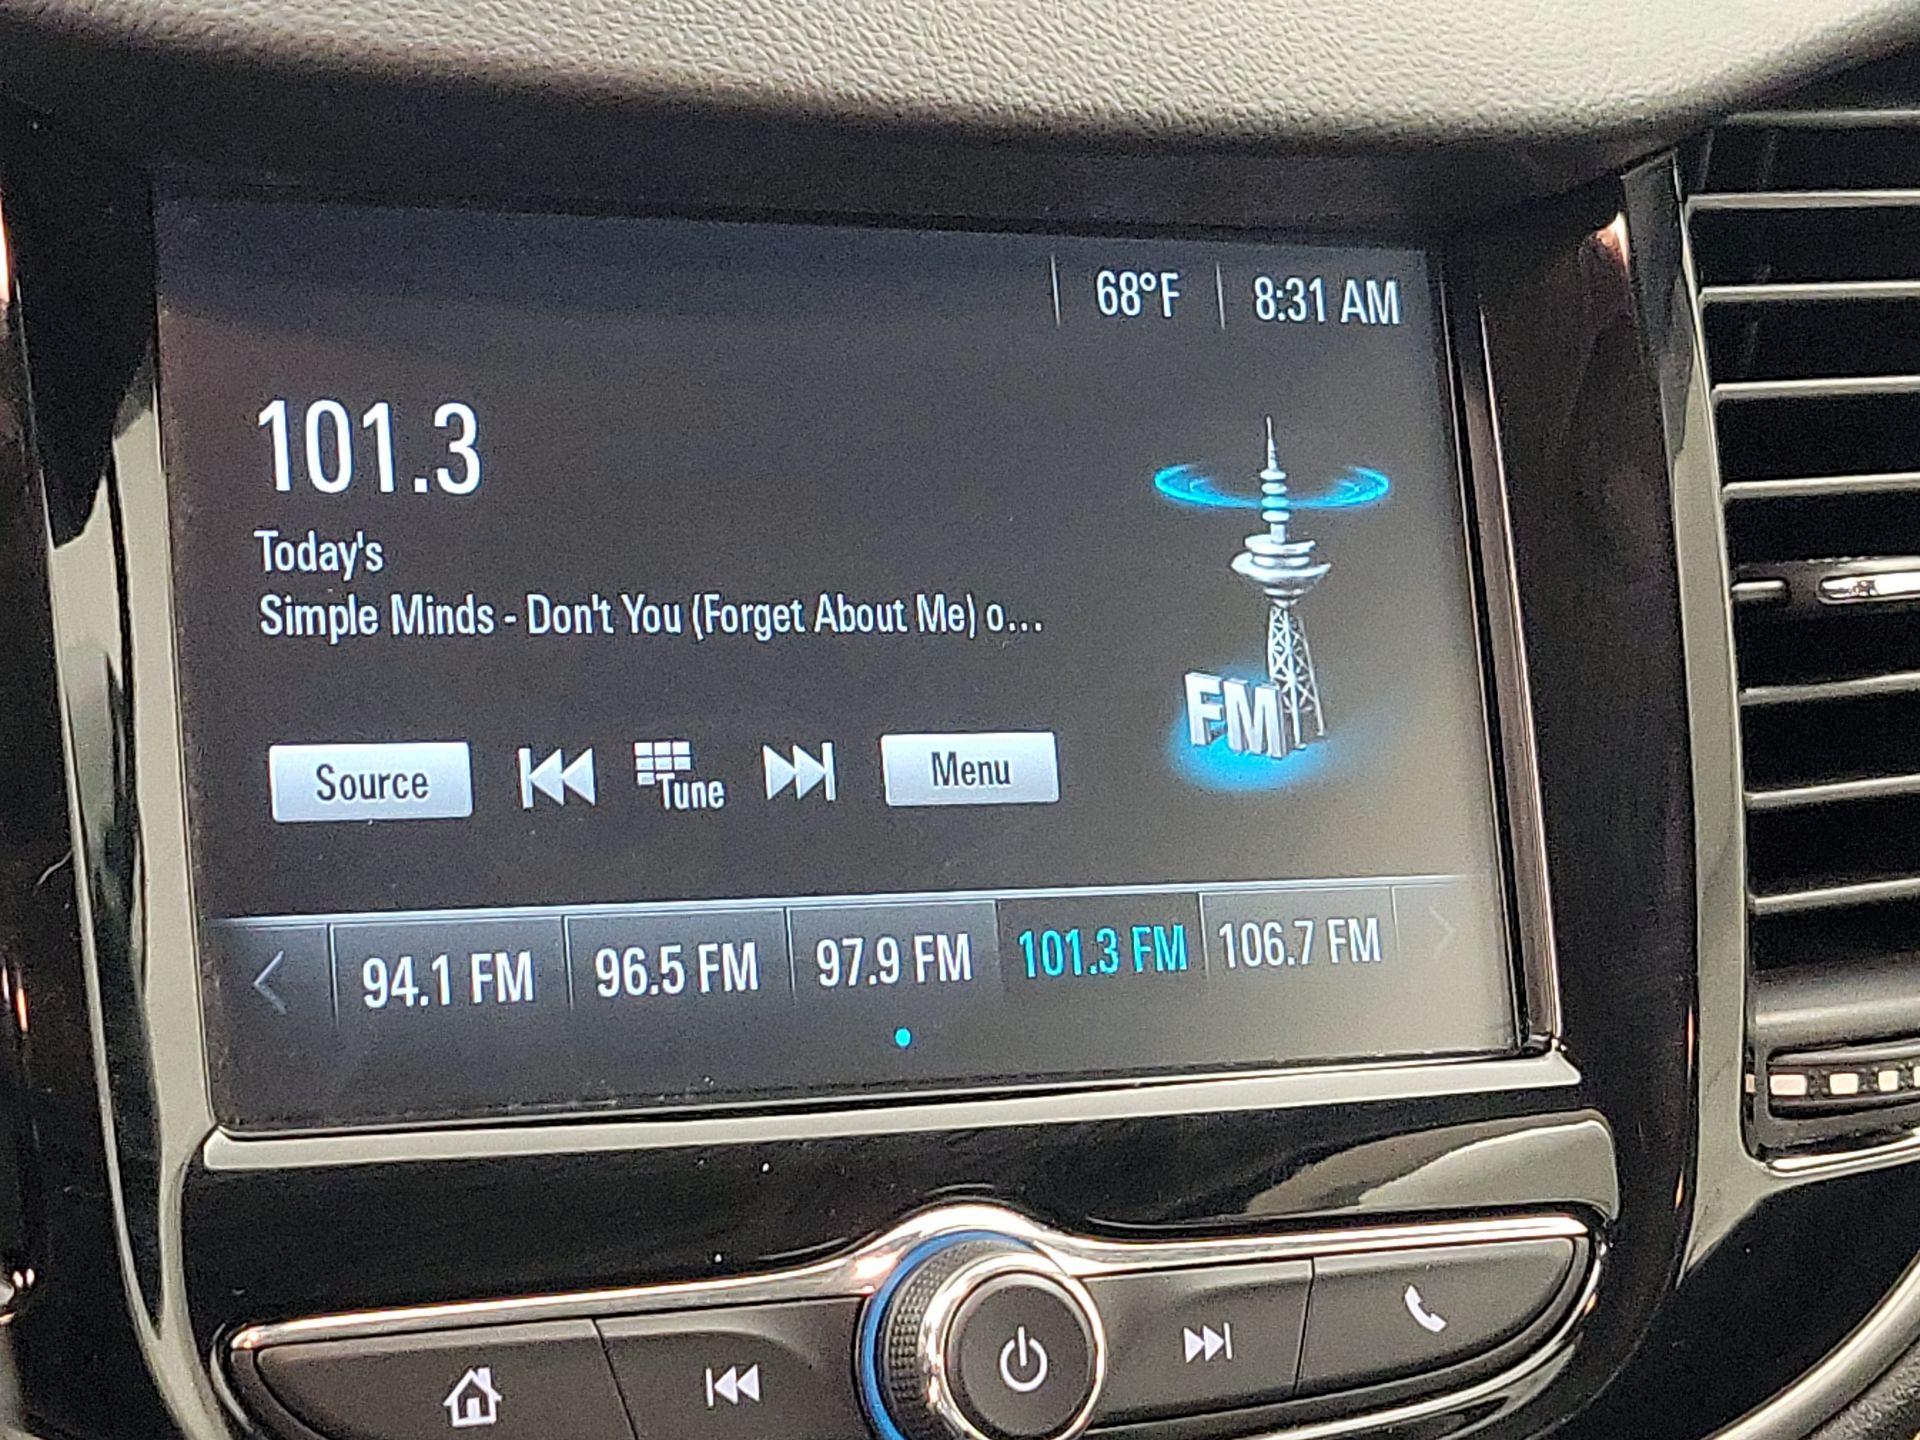 68°F 8:31 AM
101.3
Today's
Simple Minds - Don't You (Forget About Me) o...
Source Tune Menu
FM
94.1 FM 96.5 FM 97.9 FM 101.3 FM 106.7 FM